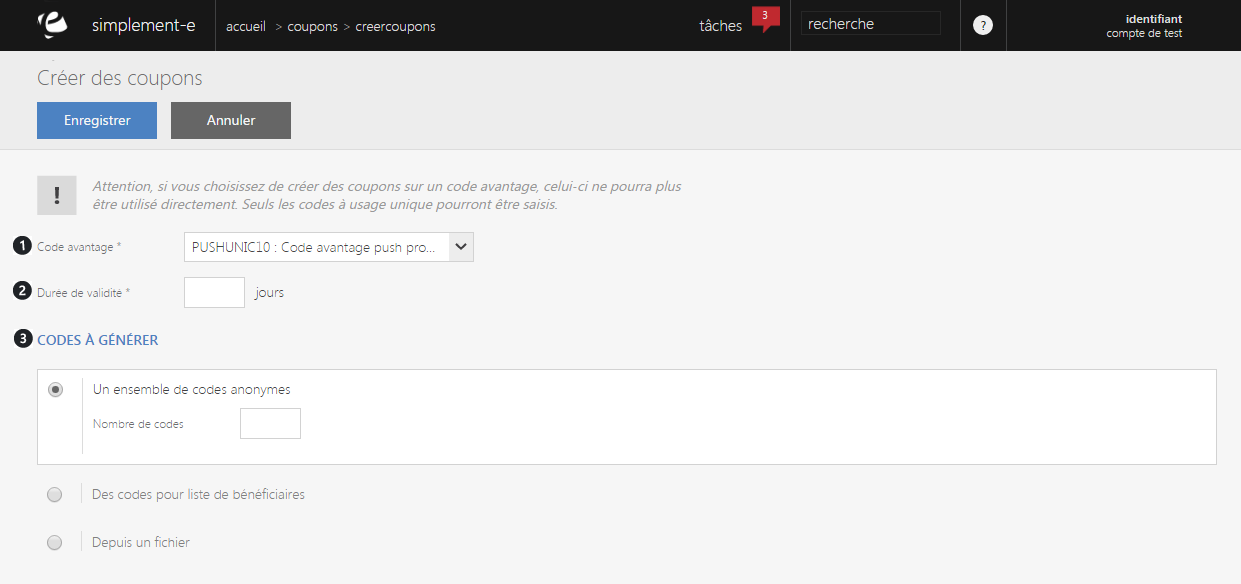 simplement-e
accueil > coupons > creercoupons
tâches
3
recherche
?
identifiant
compte de test
Créer des coupons
Enregistrer
Annuler
!
Attention, si vous choisissez de créer des coupons sur un code avantage, celui-ci ne pourra plus
être utilisé directement. Seuls les codes à usage unique pourront être saisis.
1 Code avantage * PUSHUNIC10 : Code avantage push pro...
2 Durée de validité * jours
3 CODES À GÉNÉRER
Un ensemble de codes anonymes
Nombre de codes
Des codes pour liste de bénéficiaires
Depuis un fichier